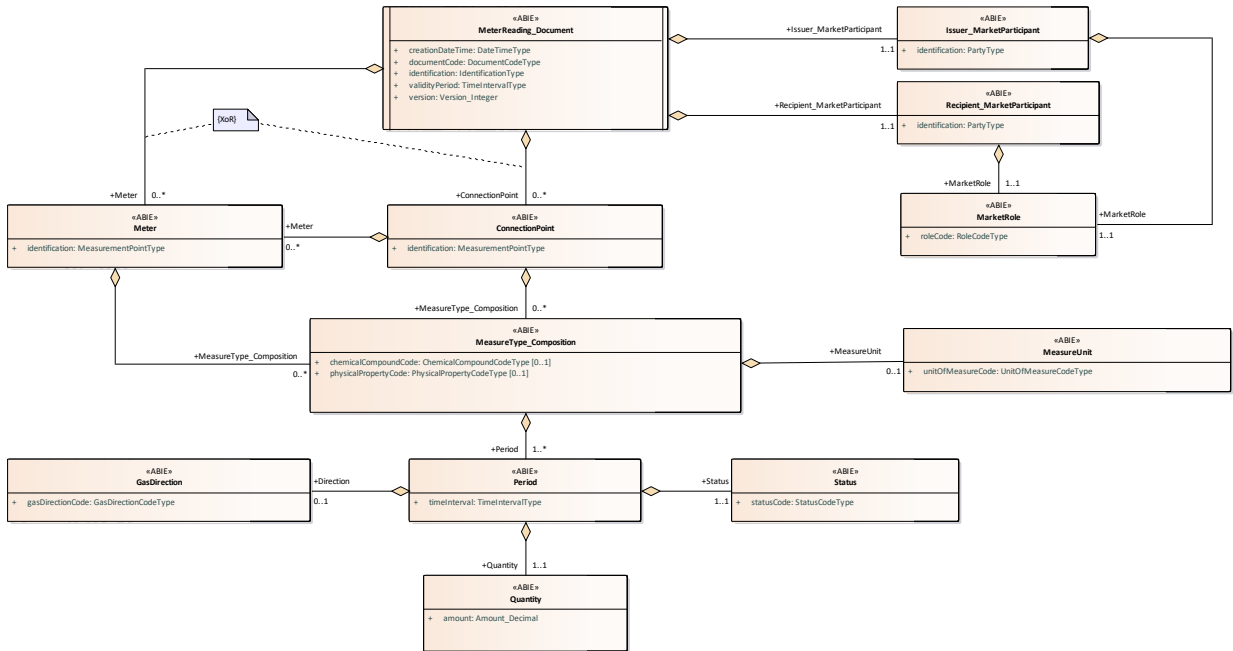 «ABIE»
MeterReading_Document
+ creationDateTime: DateTimeType
+ documentCode: DocumentCodeType
+ identification: IdentificationType
+ validityPeriod: TimeIntervalType
+ version: Version_Integer
+Issuer_MarketParticipant
1..1
«ABIE»
Issuer_MarketParticipant
+ identification: PartyType
+Recipient_MarketParticipant
1..1
«ABIE»
Recipient_MarketParticipant
+ identification: PartyType
{XoR}
+MarketRole 1..1
«ABIE»
MarketRole
+ roleCode: RoleCodeType
+MarketRole
1..1
+Meter 0..*
+ConnectionPoint 0..*
«ABIE»
Meter
+ identification: MeasurementPointType
+Meter
0..*
«ABIE»
ConnectionPoint
+ identification: MeasurementPointType
+MeasureType_Composition 0..*
+MeasureType_Composition
0..*
«ABIE»
MeasureType_Composition
+ chemicalCompoundCode: ChemicalCompoundCodeType [0..1]
+ physicalPropertyCode: PhysicalPropertyCodeType [0..1]
+MeasureUnit
0..1
«ABIE»
MeasureUnit
+ unitOfMeasureCode: UnitOfMeasureCodeType
+Period 1..*
«ABIE»
GasDirection
+ gasDirectionCode: GasDirectionCodeType
+Direction
0..1
«ABIE»
Period
+ timeInterval: TimeIntervalType
+Status
1..1
«ABIE»
Status
+ statusCode: StatusCodeType
+Quantity 1..1
«ABIE»
Quantity
+ amount: Amount_Decimal